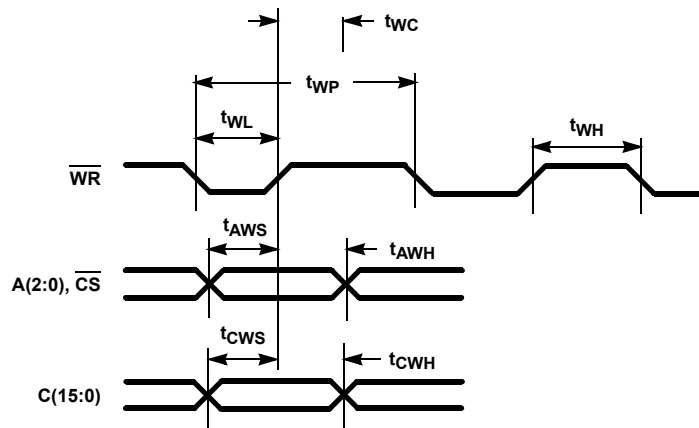 tWC
tWP
tWL
tWH
WR
tAWS
tAWH
A(2:0), CS
tCWS
tCWH
C(15:0)